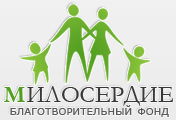 МИЛОСЕРДИЕ
БЛАГОТВОРИТЕЛЬНЫЙ ФОНД